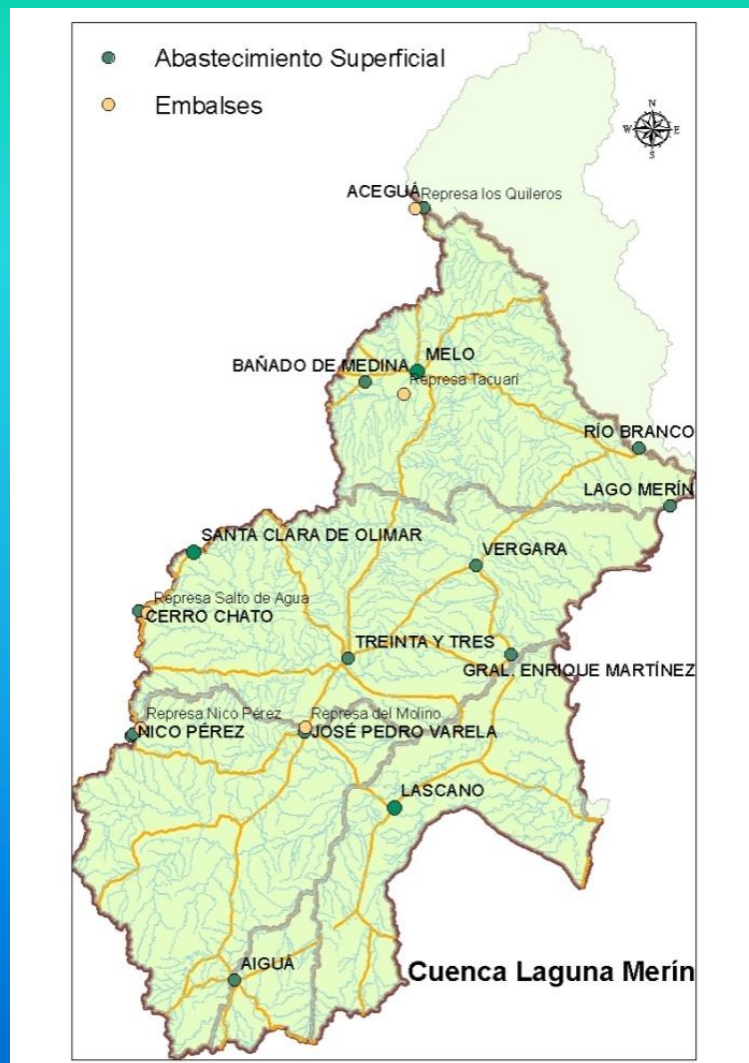 Abastecimiento Superficial
Embalses
N
W E
S
ACEGUÁ
Represa los Quileros
MELO
BAÑADO DE MEDINA
Represa Tacuarí
RÍO BRANCO
LAGO MERÍN
SANTA CLARA DE OLIMAR
VERGARA
Represa Salto de Agua
CERRO CHATO
TREINTA Y TRES
GRAL. ENRIQUE MARTÍNEZ
Represa Nico Pérez
Represa del Molino
NICO PÉREZ
JOSÉ PEDRO VARELA
LASCANO
AIGUÁ
Cuenca Laguna Merín